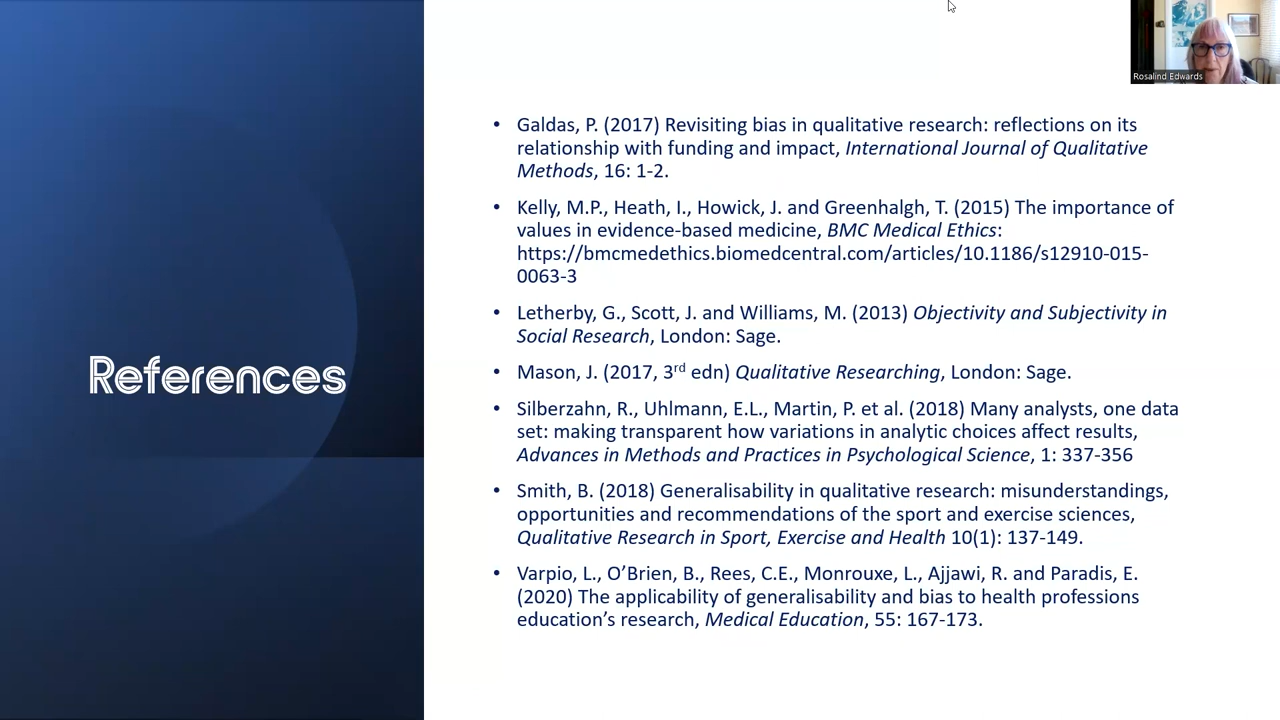 Rosalind Edwards
References
• Galdas, P. (2017) Revisiting bias in qualitative research: reflections on its
relationship with funding and impact, International Journal of Qualitative
Methods, 16: 1-2.
• Kelly, M.P., Heath, I., Howick, J. and Greenhalgh, T. (2015) The importance of
values in evidence-based medicine, BMC Medical Ethics:
https://bmcmedethics.biomedcentral.com/articles/10.1186/s12910-015-
0063-3
• Letherby, G., Scott, J. and Williams, M. (2013) Objectivity and Subjectivity in
Social Research, London: Sage.
• Mason, J. (2017, 3rd edn) Qualitative Researching, London: Sage.
• Silberzahn, R., Uhlmann, E.L., Martin, P. et al. (2018) Many analysts, one data
set: making transparent how variations in analytic choices affect results,
Advances in Methods and Practices in Psychological Science, 1: 337-356
• Smith, B. (2018) Generalisability in qualitative research: misunderstandings,
opportunities and recommendations of the sport and exercise sciences,
Qualitative Research in Sport, Exercise and Health 10(1): 137-149.
• Varpio, L., O’Brien, B., Rees, C.E., Monrouxe, L., Ajjawi, R. and Paradis, E.
(2020) The applicability of generalisability and bias to health professions
education’s research, Medical Education, 55: 167-173.